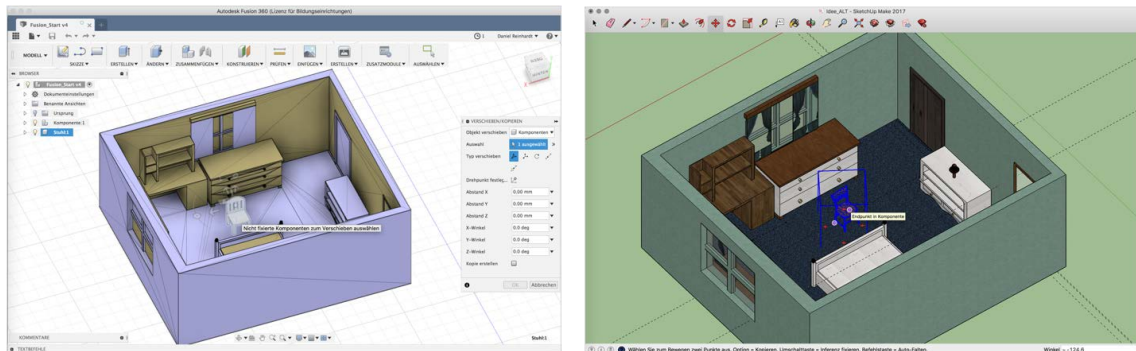 Autodesk Fusion 360 (Lizenz für Bildungseinrichtungen)
Fusion_Start v4
1
Daniel Reinhardt
MODELL
SKIZZE
ERSTELLEN
ÄNDERN
ZUSAMMENFÜGEN
KONSTRUIEREN
PRÜFEN
EINFÜGEN
ERSTELLEN
ZUSATZMODULE
AUSWÄHLEN
BROWSER
Fusion_Start v4
Dokumenteinstellungen
Benannte Ansichten
Ursprung
Komponente 1
Stuhl:1
VERSCHIEBEN/KOPIEREN
Objekt verschieben Komponenten
Auswahl 1 ausgewählt
Typ verschieben
Drehpunkt festleg...
Abstand X 0.00 mm
Abstand Y 0.00 mm
Abstand Z 0.00 mm
X-Winkel 0.0 deg
Y-Winkel 0.0 deg
Z-Winkel 0.0 deg
Kopie erstellen
OK Abbrechen
Nicht fixierte Komponenten zum Verschieben auswählen
KOMMENTARE
Stuhl:1
TEXTBEFEHLE
Idee_ALT - SketchUp Make 2017
Endpunkt in Komponente
Wählen Sie zum Bewegen zwei Punkte aus. Option = Kopieren, Umschalttaste = Inferenz fixieren, Befehlstaste = Auto-Falten.
Winkel ~ -124,6